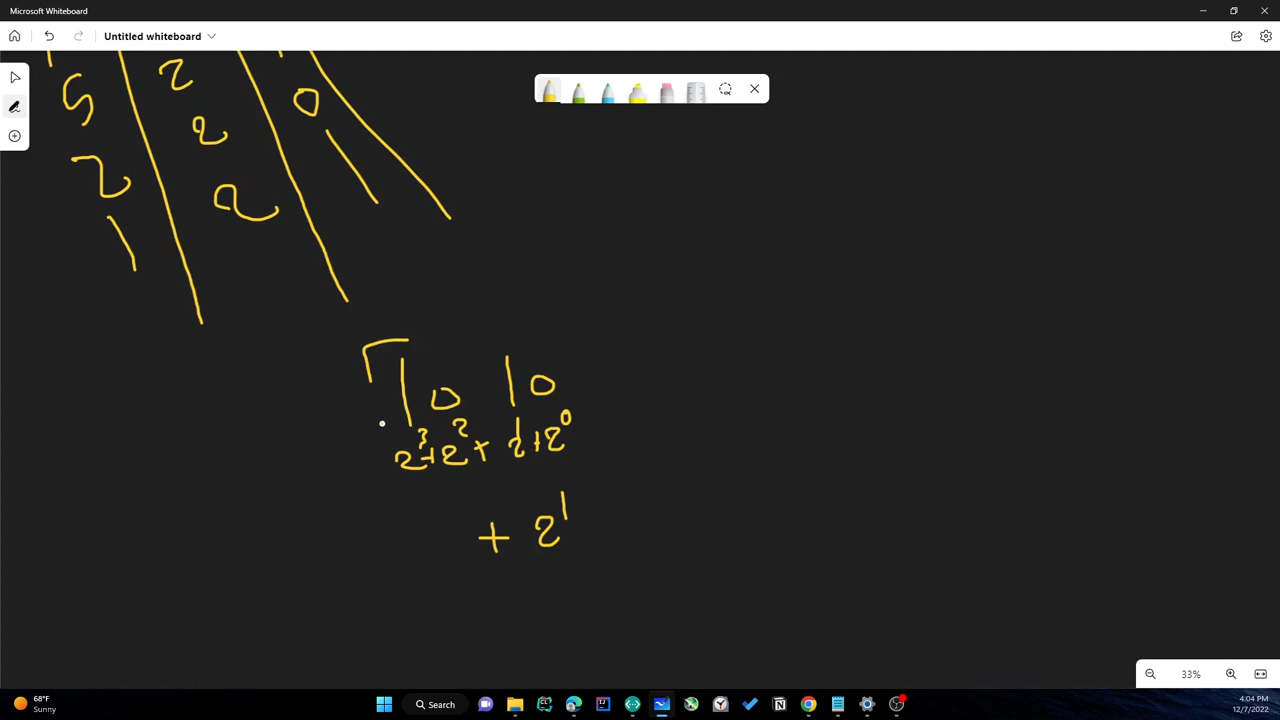 Microsoft Whiteboard
Untitled whiteboard
5 2 0
2 2 1
1 2
1 0 1 0
2³+2²+2¹+2⁰
+ 2¹
33%
68°F
Sunny
Search
4:04 PM
12/7/2022